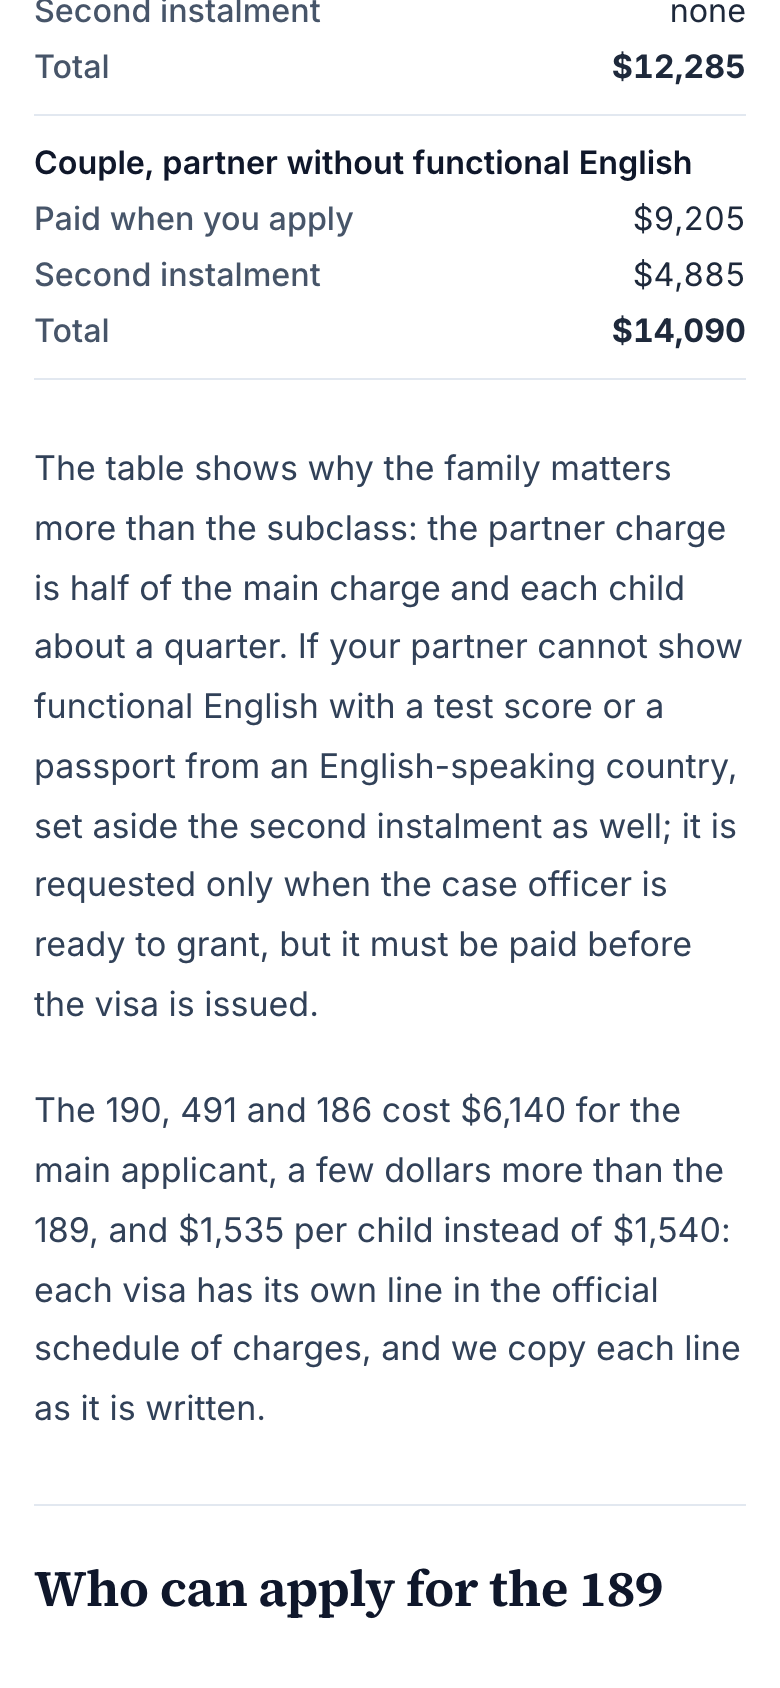 Second instalment none
Total $12,285
Couple, partner without functional English
Paid when you apply $9,205
Second instalment $4,885
Total $14,090
The table shows why the family matters
more than the subclass: the partner charge
is half of the main charge and each child
about a quarter. If your partner cannot show
functional English with a test score or a
passport from an English-speaking country,
set aside the second instalment as well; it is
requested only when the case officer is
ready to grant, but it must be paid before
the visa is issued.
The 190, 491 and 186 cost $6,140 for the
main applicant, a few dollars more than the
189, and $1,535 per child instead of $1,540:
each visa has its own line in the official
schedule of charges, and we copy each line
as it is written.
Who can apply for the 189